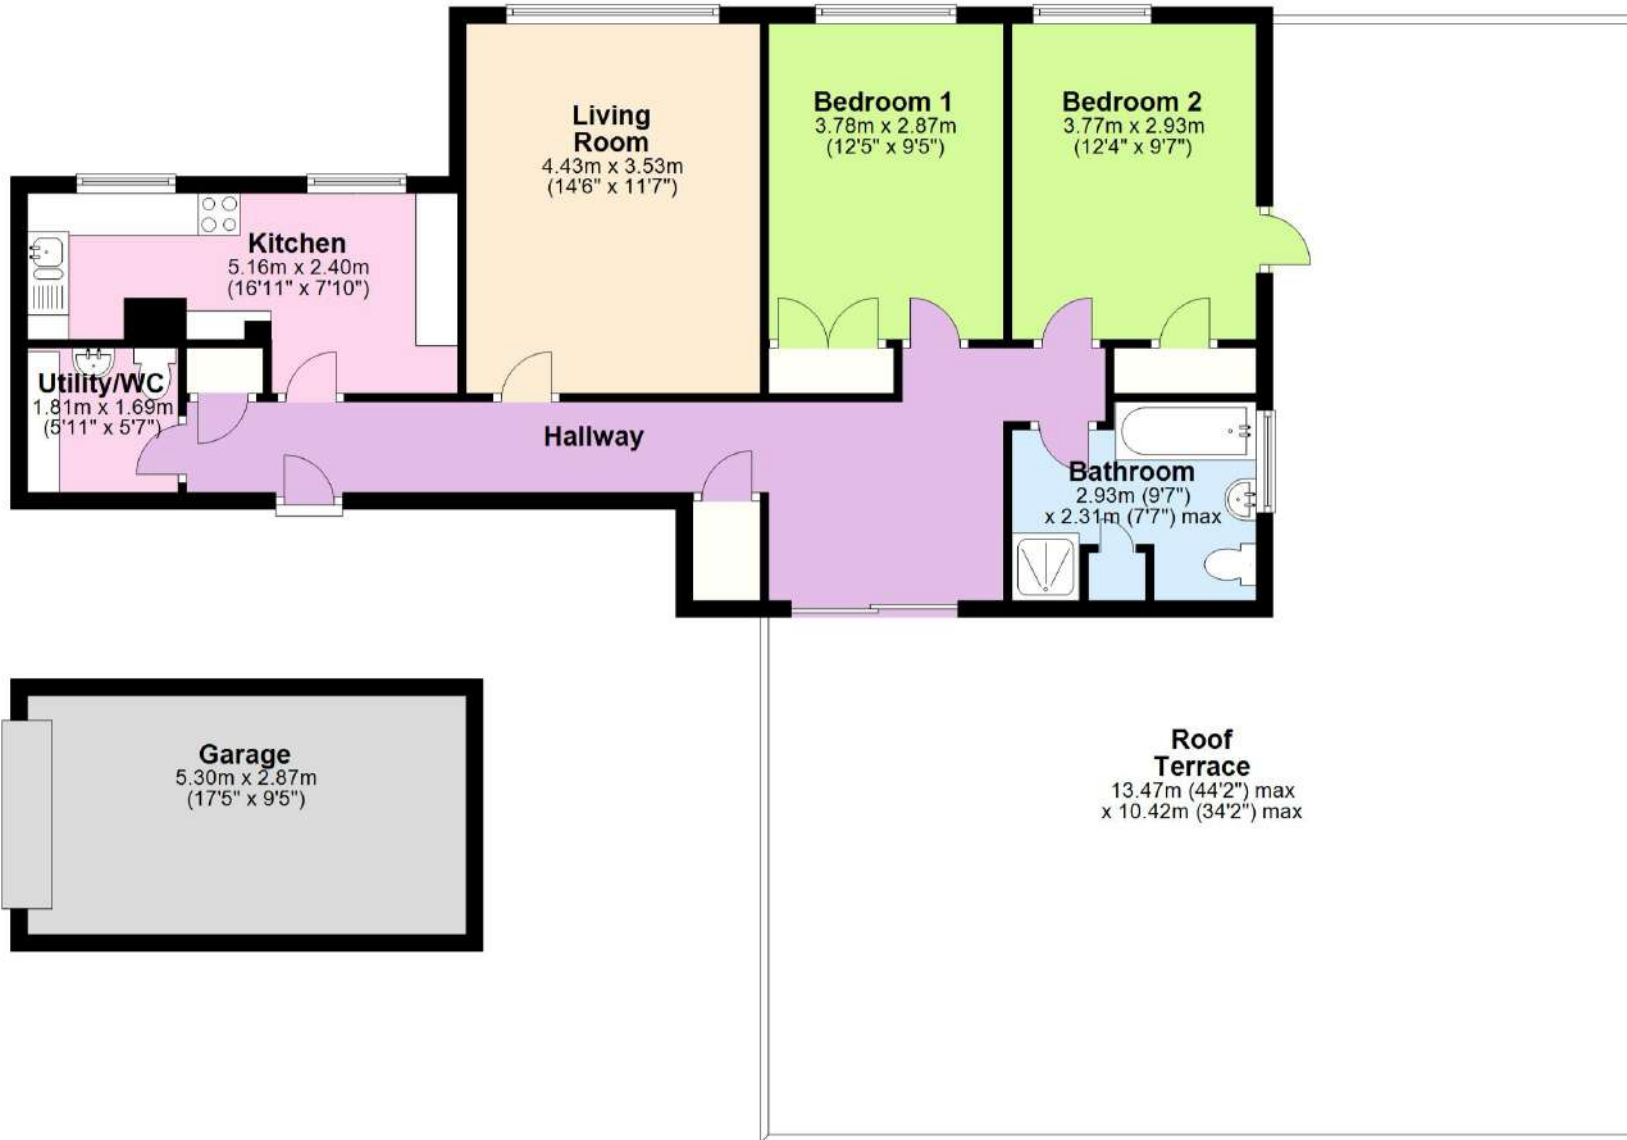 Living
Room
4.43m x 3.53m
(14'6" x 11'7")
Bedroom 1
3.78m x 2.87m
(12'5" x 9'5")
Bedroom 2
3.77m x 2.93m
(12'4" x 9'7")
Kitchen
5.16m x 2.40m
(16'11" x 7'10")
Utility/WC
1.81m x 1.69m
(5'11" x 5'7")
Hallway
Bathroom
2.93m (9'7")
x 2.31m (7'7") max
Garage
5.30m x 2.87m
(17'5" x 9'5")
Roof
Terrace
13.47m (44'2") max
x 10.42m (34'2") max